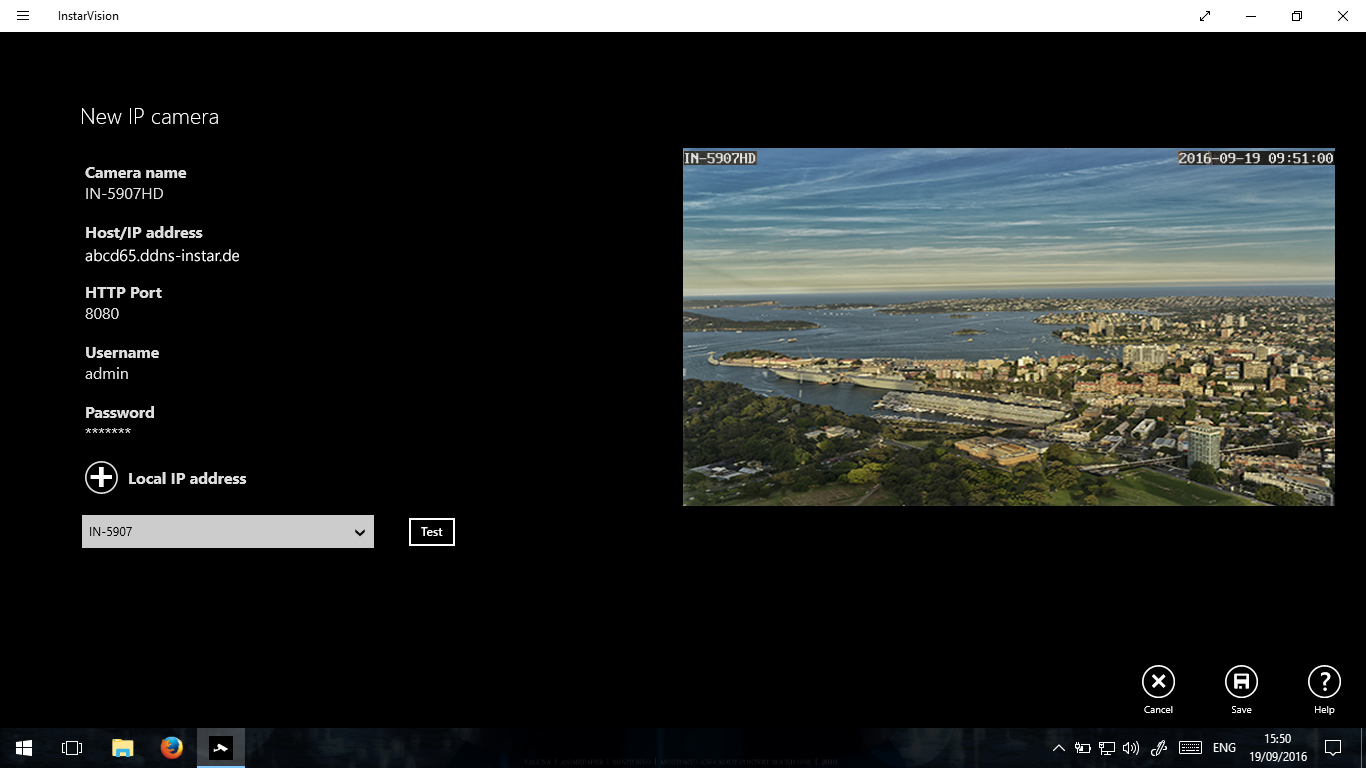 InstarVision
New IP camera
Camera name
IN-5907HD
Host/IP address
abcd65.ddns-instar.de
HTTP Port
8080
Username
admin
Password
*******
Local IP address
IN-5907
Test
IN-5907HD
2016-09-19 09:51:00
Cancel
Save
Help
ENG
15:50
19/09/2016